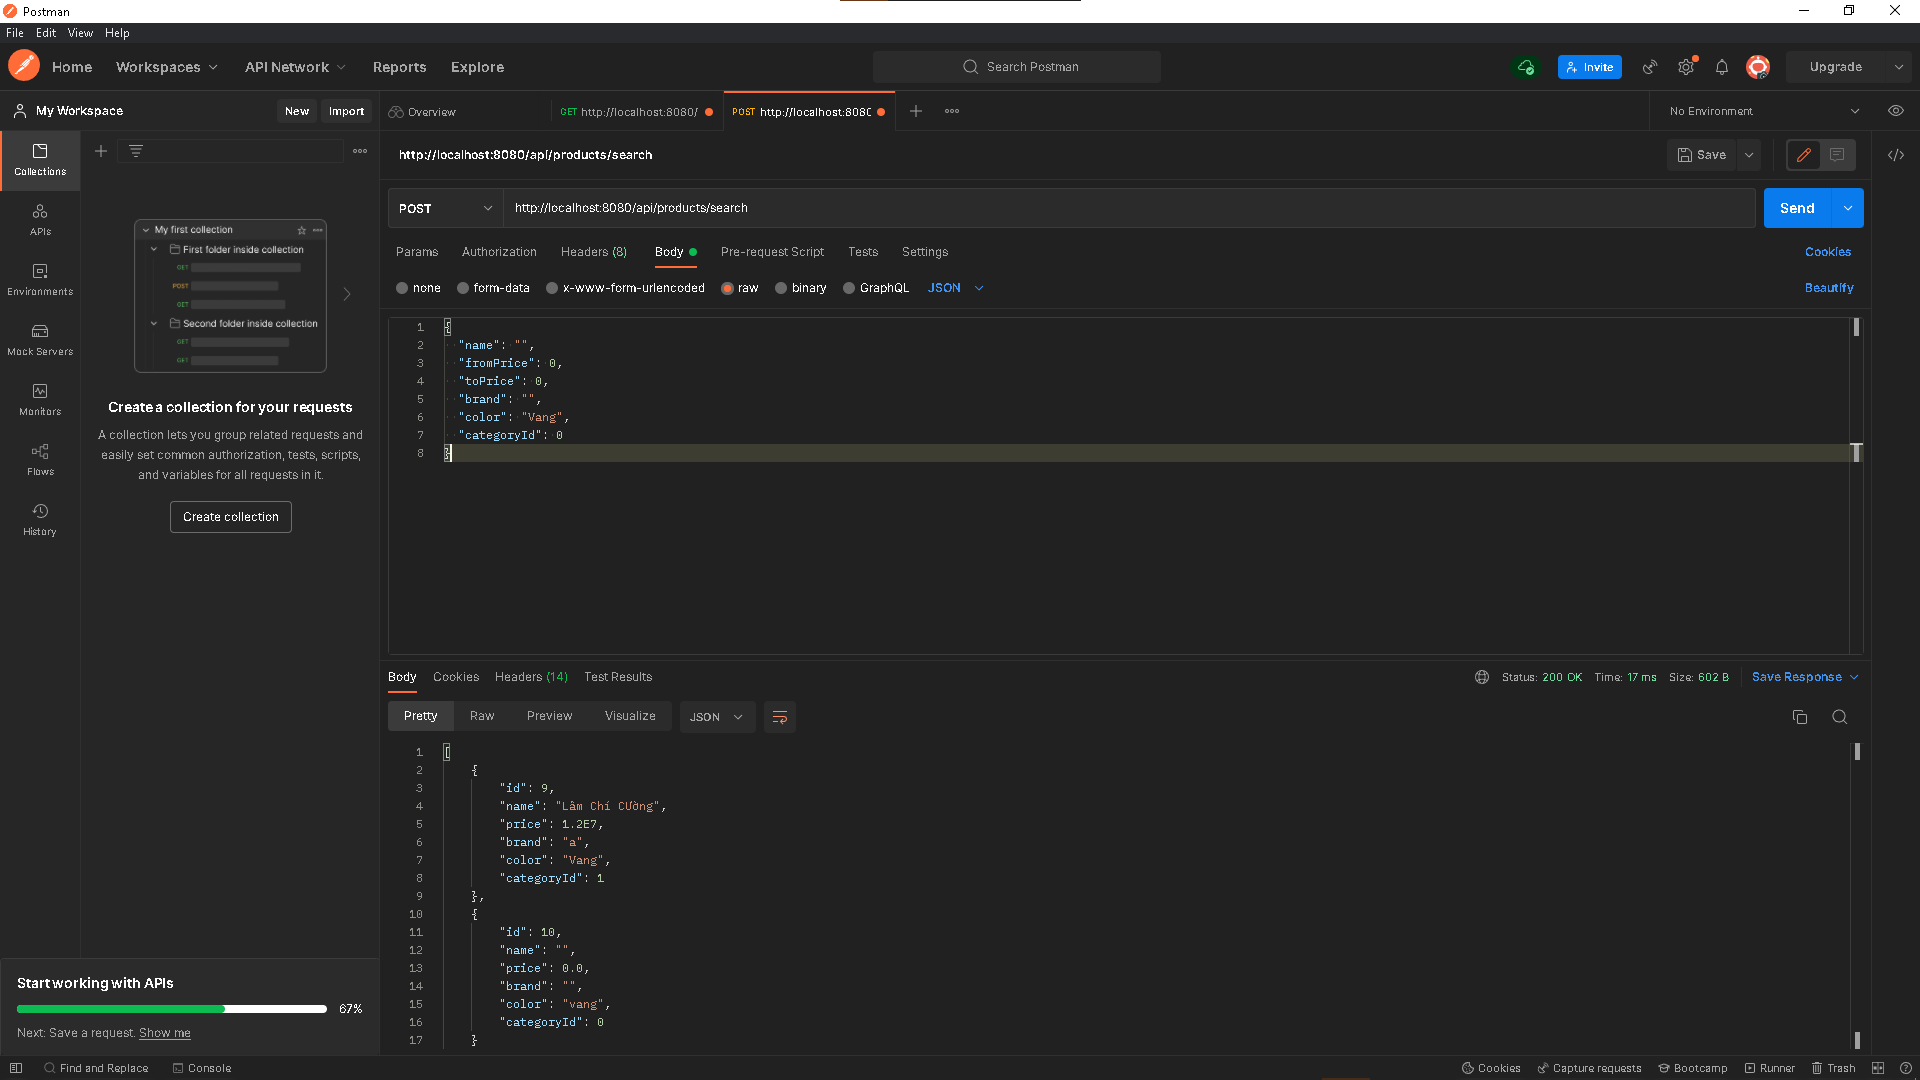 Postman
File Edit View Help
Home Workspaces API Network Reports Explore Search Postman Invite Upgrade
My Workspace New Import Overview GET http://localhost:8080/ POST http://localhost:8080 No Environment
Collections
APIs
Environments
Mock Servers
Monitors
Flows
History
My first collection
First folder inside collection
GET
POST
GET
Second folder inside collection
GET
GET
Create a collection for your requests
A collection lets you group related requests and
easily set common authorization, tests, scripts,
and variables for all requests in it.
Create collection
Start working with APIs
67%
Next: Save a request. Show me
http://localhost:8080/api/products/search Save
POST http://localhost:8080/api/products/search Send
Params Authorization Headers (8) Body Pre-request Script Tests Settings Cookies
none form-data x-www-form-urlencoded raw binary GraphQL JSON Beautify
1 {
2 "name": "",
3 "fromPrice": 0,
4 "toPrice": 0,
5 "brand": "",
6 "color": "Vang",
7 "categoryId": 0
8 }
Body Cookies Headers (14) Test Results Status: 200 OK Time: 17 ms Size: 602 B Save Response
Pretty Raw Preview Visualize JSON
1 [
2 {
3 "id": 9,
4 "name": "Lâm Chí CƯờng",
5 "price": 1.2E7,
6 "brand": "a",
7 "color": "Vang",
8 "categoryId": 1
9 },
10 {
11 "id": 10,
12 "name": "",
13 "price": 0.0,
14 "brand": "",
15 "color": "vang",
16 "categoryId": 0
17 }
Find and Replace Console Cookies Capture requests Bootcamp Runner Trash